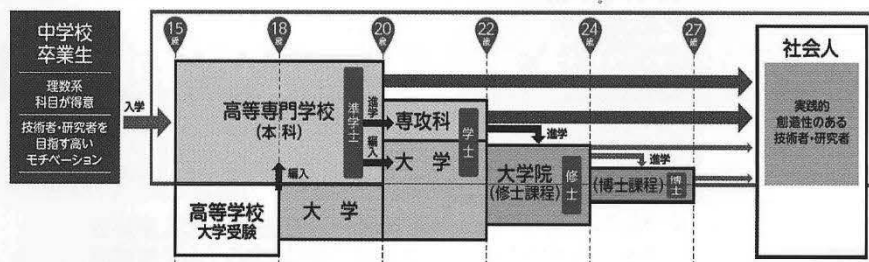 中学校
卒業生
理数系
科目が得意
技術者・研究者を
目指す高い
モチベーション
入学
15歳
18歳
20歳
22歳
24歳
27歳
高等専門学校
(本科)
準学士
進学
編入
編入
高等学校
大学受験
大学
専攻科
大学
学士
進学
大学院
(修士課程)
修士
進学
(博士課程)
博士
社会人
実践的
創造性のある
技術者・研究者